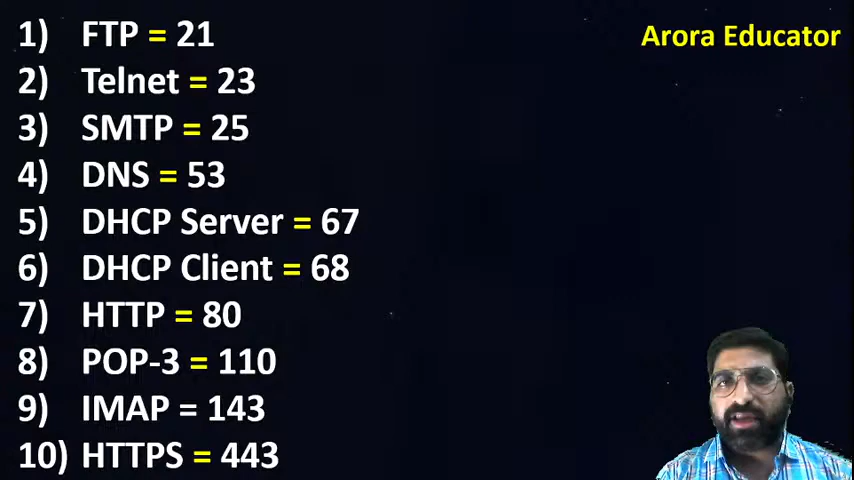 1) FTP = 21
Arora Educator
2) Telnet = 23
3) SMTP = 25
4) DNS = 53
5) DHCP Server = 67
6) DHCP Client = 68
7) HTTP = 80
8) POP-3 = 110
9) IMAP = 143
10) HTTPS = 443